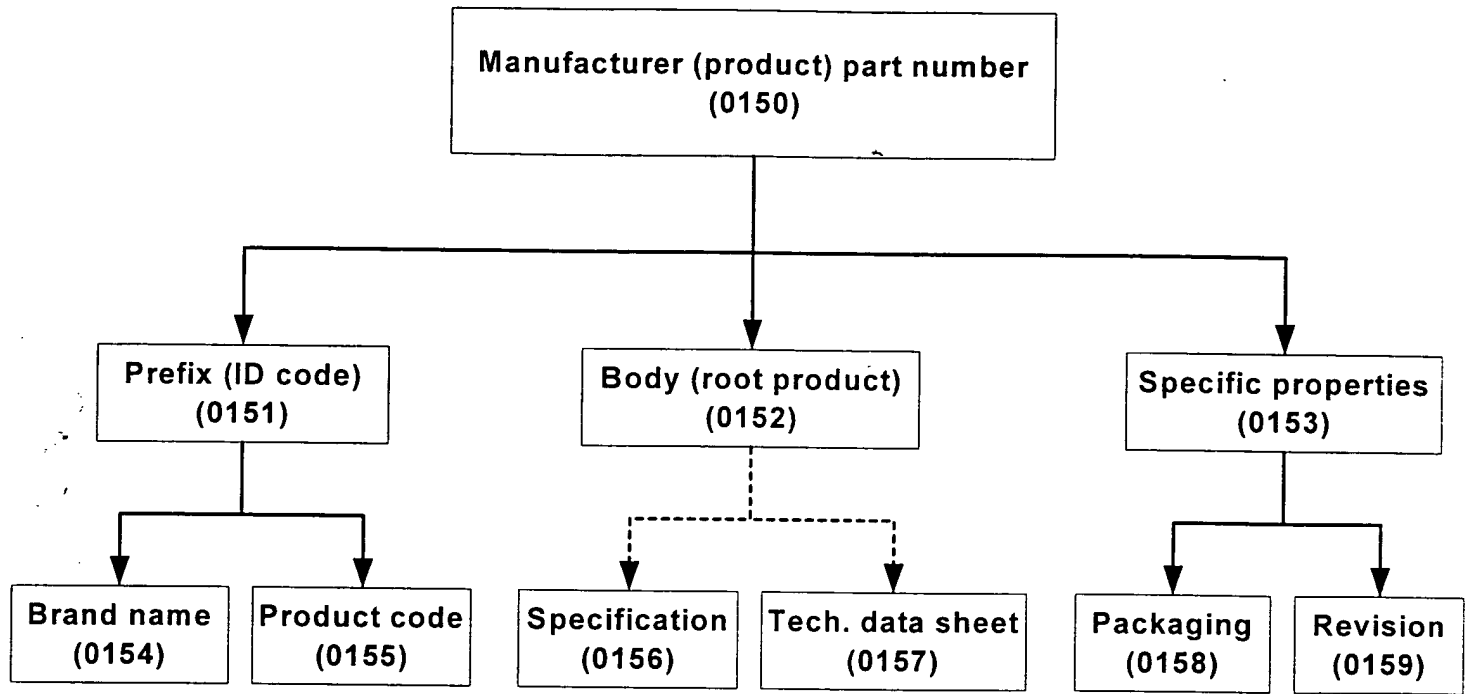 Manufacturer (product) part number
(0150)
Prefix (ID code)
(0151)
Body (root product)
(0152)
Specific properties
(0153)
Brand name
(0154)
Product code
(0155)
Specification
(0156)
Tech. data sheet
(0157)
Packaging
(0158)
Revision
(0159)